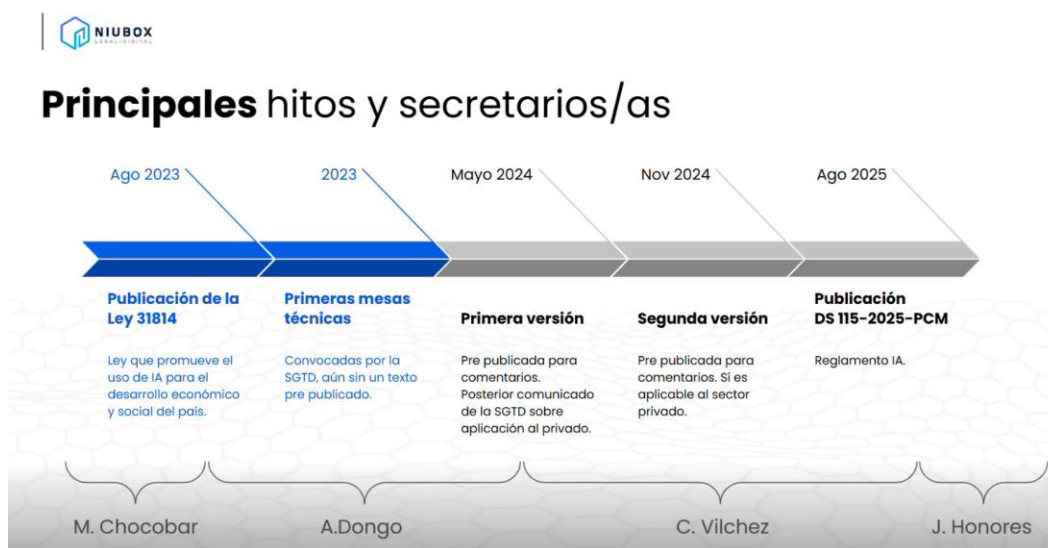 NIUBOX
LEGAL+DIGITAL
Principales hitos y secretarios/as
Ago 2023
2023
Mayo 2024
Nov 2024
Ago 2025
Publicación de la
Ley 31814
Ley que promueve el
uso de IA para el
desarrollo económico
y social del país.
Primeras mesas
técnicas
Convocadas por la
SGTD, aún sin un texto
pre publicado.
Primera versión
Pre publicada para
comentarios.
Posterior comunicado
de la SGTD sobre
aplicación al privado.
Segunda versión
Pre publicada para
comentarios. Sí es
aplicable al sector
privado.
Publicación
DS 115-2025-PCM
Reglamento IA.
M. Chocobar
A.Dongo
C. Vilchez
J. Honores